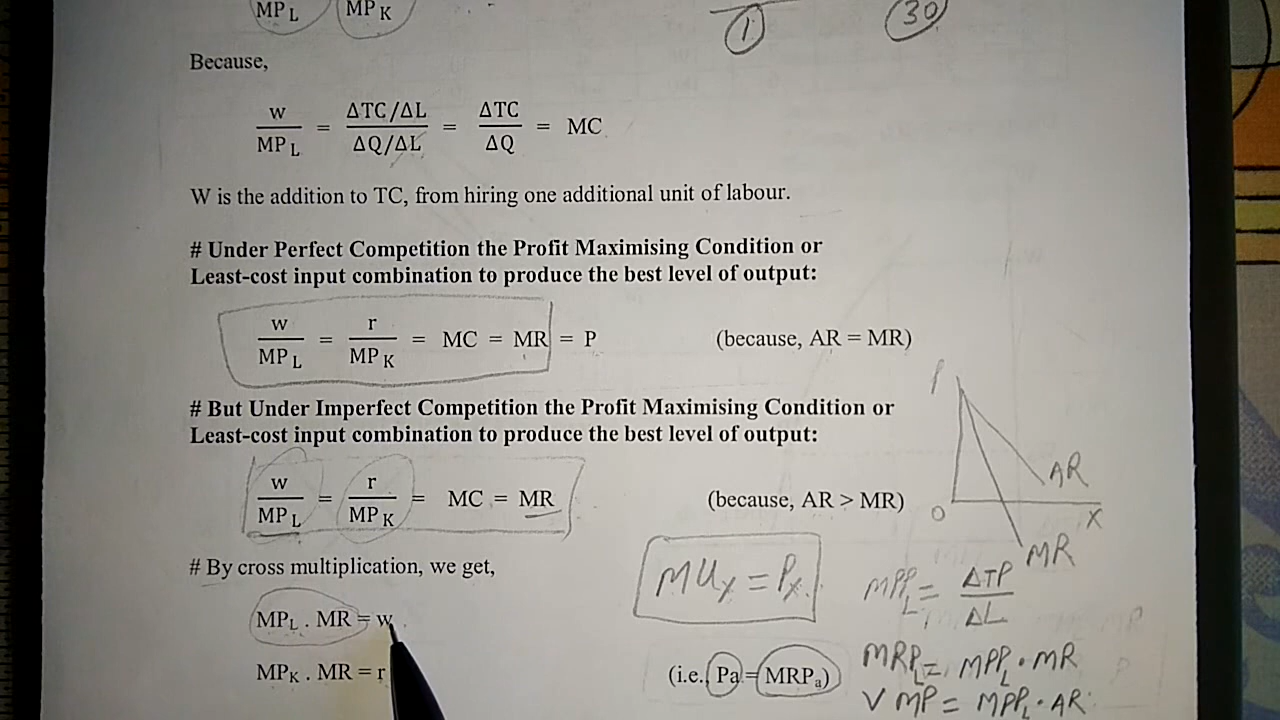 MP L MP K
1 30
Because,
w/MP L = ΔTC/ΔL / ΔQ/ΔL = ΔTC/ΔQ = MC
W is the addition to TC, from hiring one additional unit of labour.
# Under Perfect Competition the Profit Maximising Condition or
Least-cost input combination to produce the best level of output:
w/MP L = r/MP K = MC = MR = P (because, AR = MR)
# But Under Imperfect Competition the Profit Maximising Condition or
Least-cost input combination to produce the best level of output:
w/MP L = r/MP K = MC = MR (because, AR > MR)
AR
O X
MR
# By cross multiplication, we get,
MUx = Px. MPPL = ΔTP/ΔL
MPL . MR = w
MPK . MR = r (i.e., Pa = MRPa) MRPL = MPPL . MR
VMP = MPPL . AR